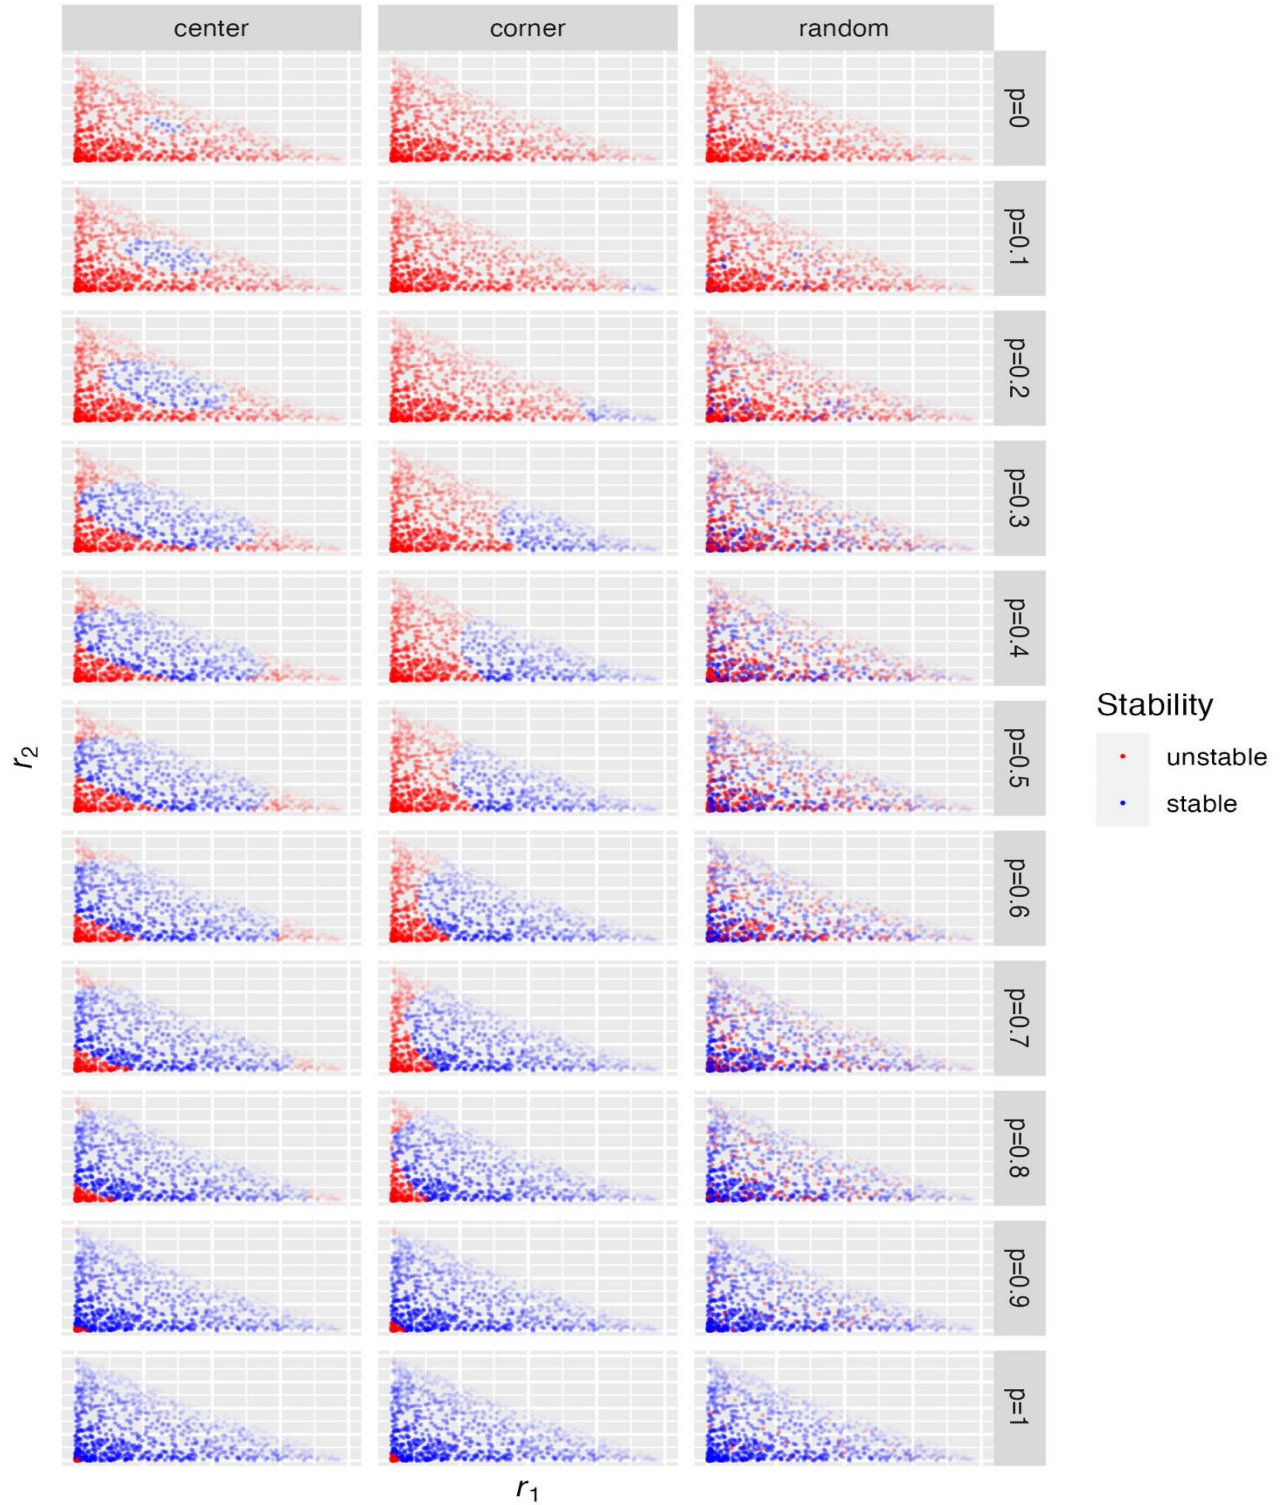 center
corner
random
p=0
p=0.1
p=0.2
p=0.3
p=0.4
p=0.5
p=0.6
p=0.7
p=0.8
p=0.9
p=1
r2
r1
Stability
unstable
stable